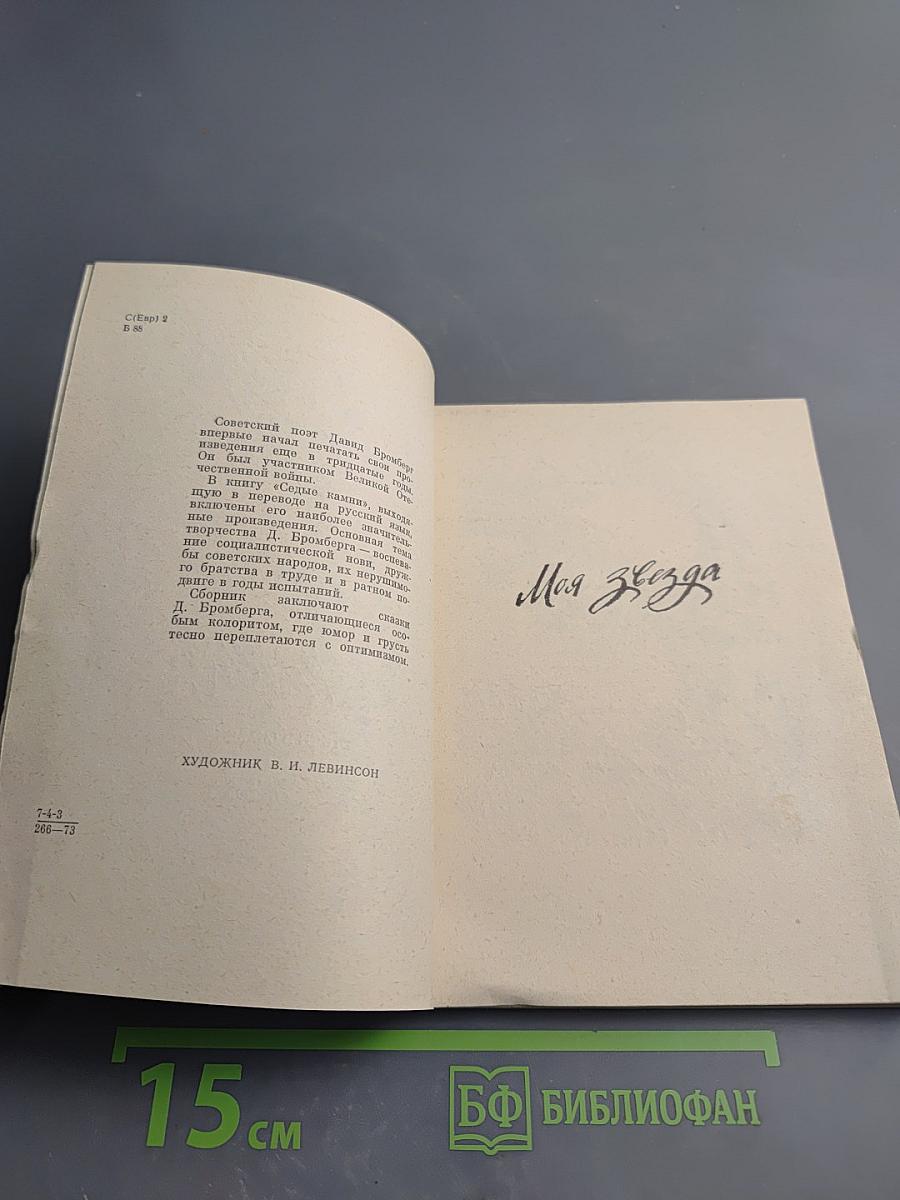 С(Евр) 2
Б 88
Советский поэт Давид Бромберг
впервые начал печатать свои про-
изведения еще в тридцатые годы.
Он был участником Великой Оте-
чественной войны.
В книгу «Седые камни», выходя-
щую в переводе на русский язык,
включены его наиболее значитель-
ные произведения. Основная тема
творчества Д. Бромберга — воспева-
ние социалистической нови, друж-
бы советских народов, их нерушимо-
го братства в труде и в ратном по-
двиге в годы испытаний.
Сборник заключают сказки
Д. Бромберга, отличающиеся осо-
бым колоритом, где юмор и грусть
тесно переплетаются с оптимизмом.
ХУДОЖНИК В. И. ЛЕВИНСОН
7-4-3
266—73
Моя звезда
15 см
БФ БИБЛИОФАН